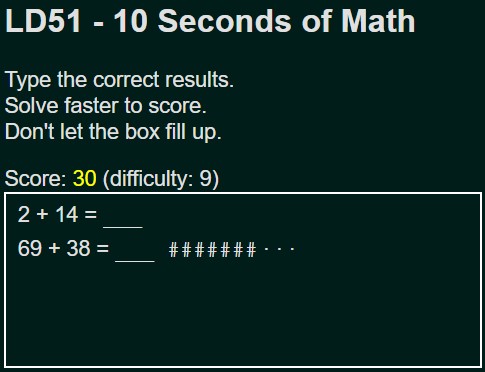 LD51 - 10 Seconds of Math
Type the correct results.
Solve faster to score.
Don't let the box fill up.
Score: 30 (difficulty: 9)
2 + 14 = ___
69 + 38 = ___ #######···